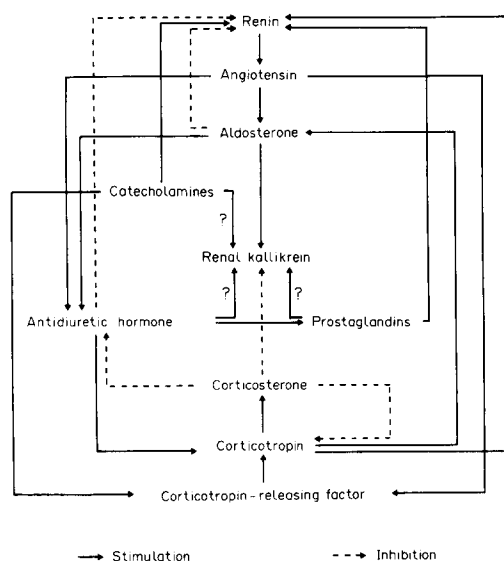 Renin
Angiotensin
Aldosterone
Catecholamines
?
Renal kallikrein
? ?
Antidiuretic hormone Prostaglandins
Corticosterone
Corticotropin
Corticotropin-releasing factor
Stimulation Inhibition